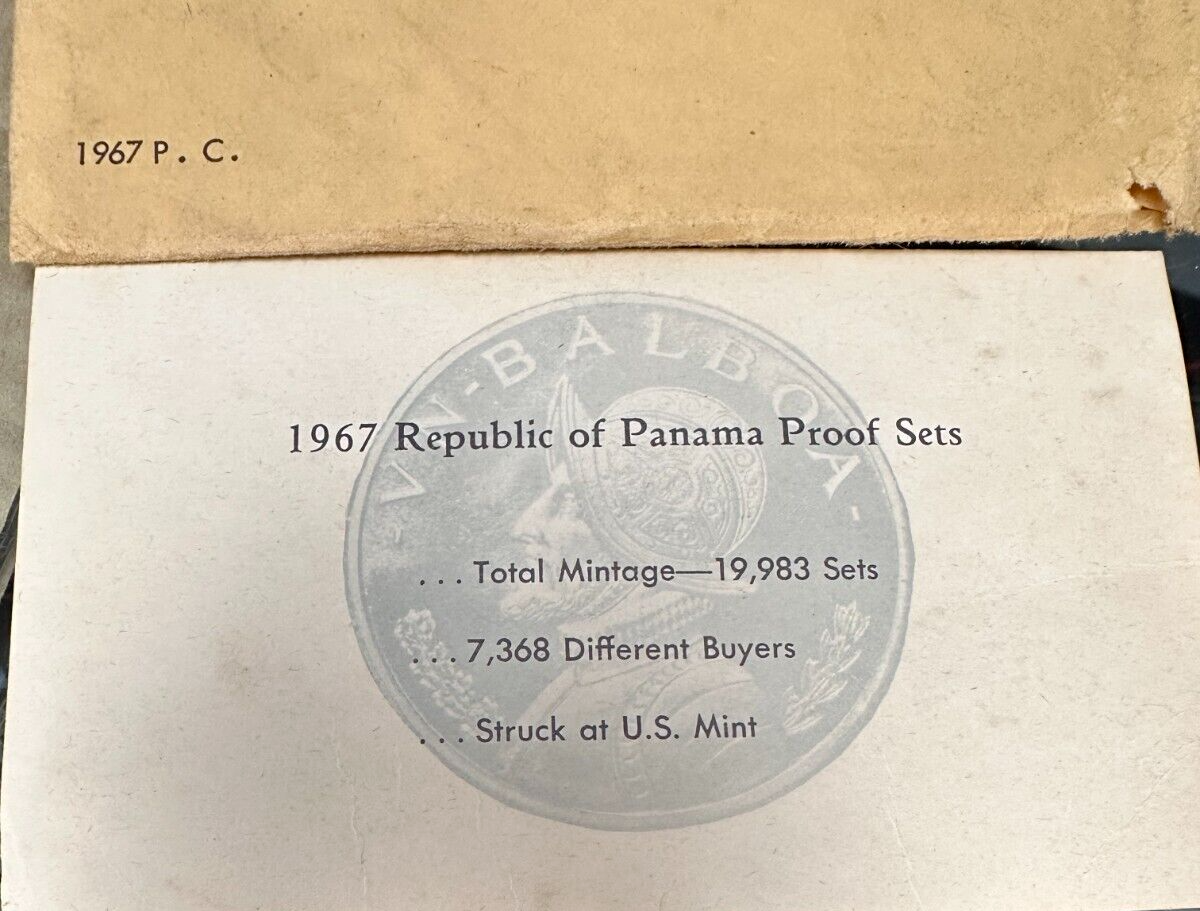 1967 P. C.
VN-BALBOA-
1967 Republic of Panama Proof Sets
...Total Mintage—19,983 Sets
...7,368 Different Buyers
...Struck at U.S. Mint